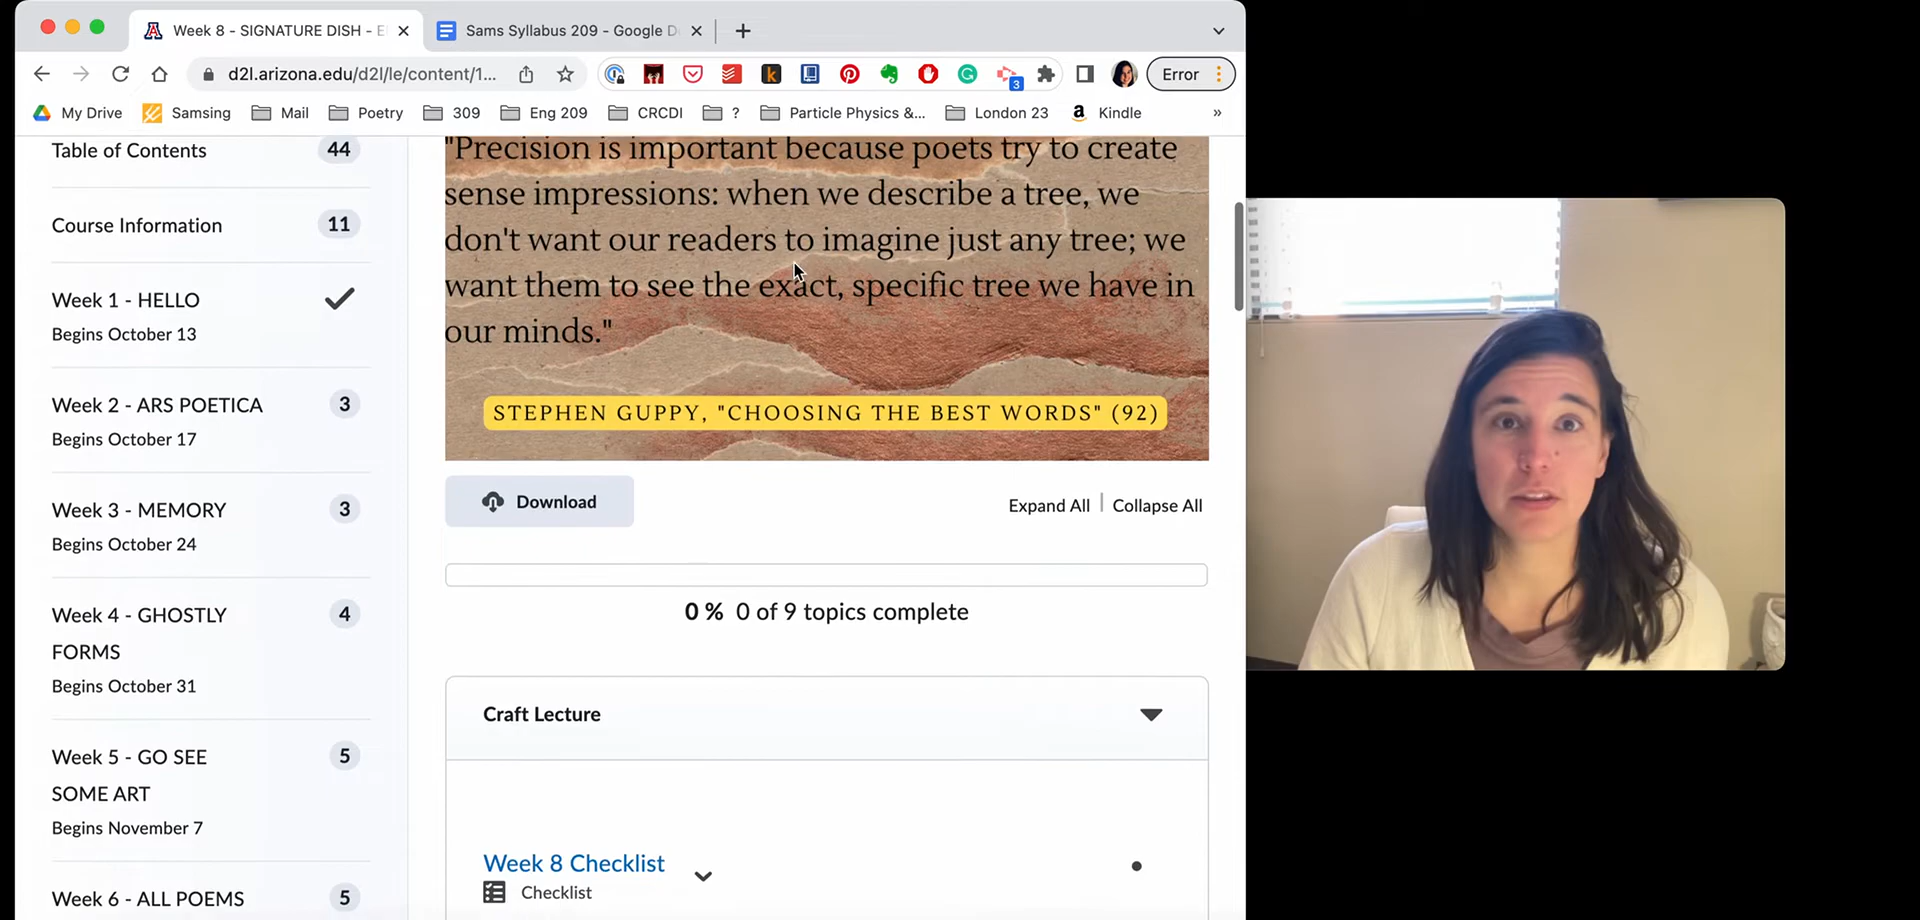 Week 8 - SIGNATURE DISH - E
Sams Syllabus 209 - Google D
d2l.arizona.edu/d2l/le/content/1...
3
Error
My Drive
Samsing
Mail
Poetry
309
Eng 209
CRCDI
?
Particle Physics &...
London 23
Kindle
»
Table of Contents
44
Course Information
11
Week 1 - HELLO
Begins October 13
Week 2 - ARS POETICA
3
Begins October 17
Week 3 - MEMORY
3
Begins October 24
Week 4 - GHOSTLY
4
FORMS
Begins October 31
Week 5 - GO SEE
5
SOME ART
Begins November 7
Week 6 - ALL POEMS
5
"Precision is important because poets try to create
sense impressions: when we describe a tree, we
don't want our readers to imagine just any tree; we
want them to see the exact, specific tree we have in
our minds."
STEPHEN GUPPY, "CHOOSING THE BEST WORDS" (92)
Download
Expand All | Collapse All
0 % 0 of 9 topics complete
Craft Lecture
Week 8 Checklist
Checklist